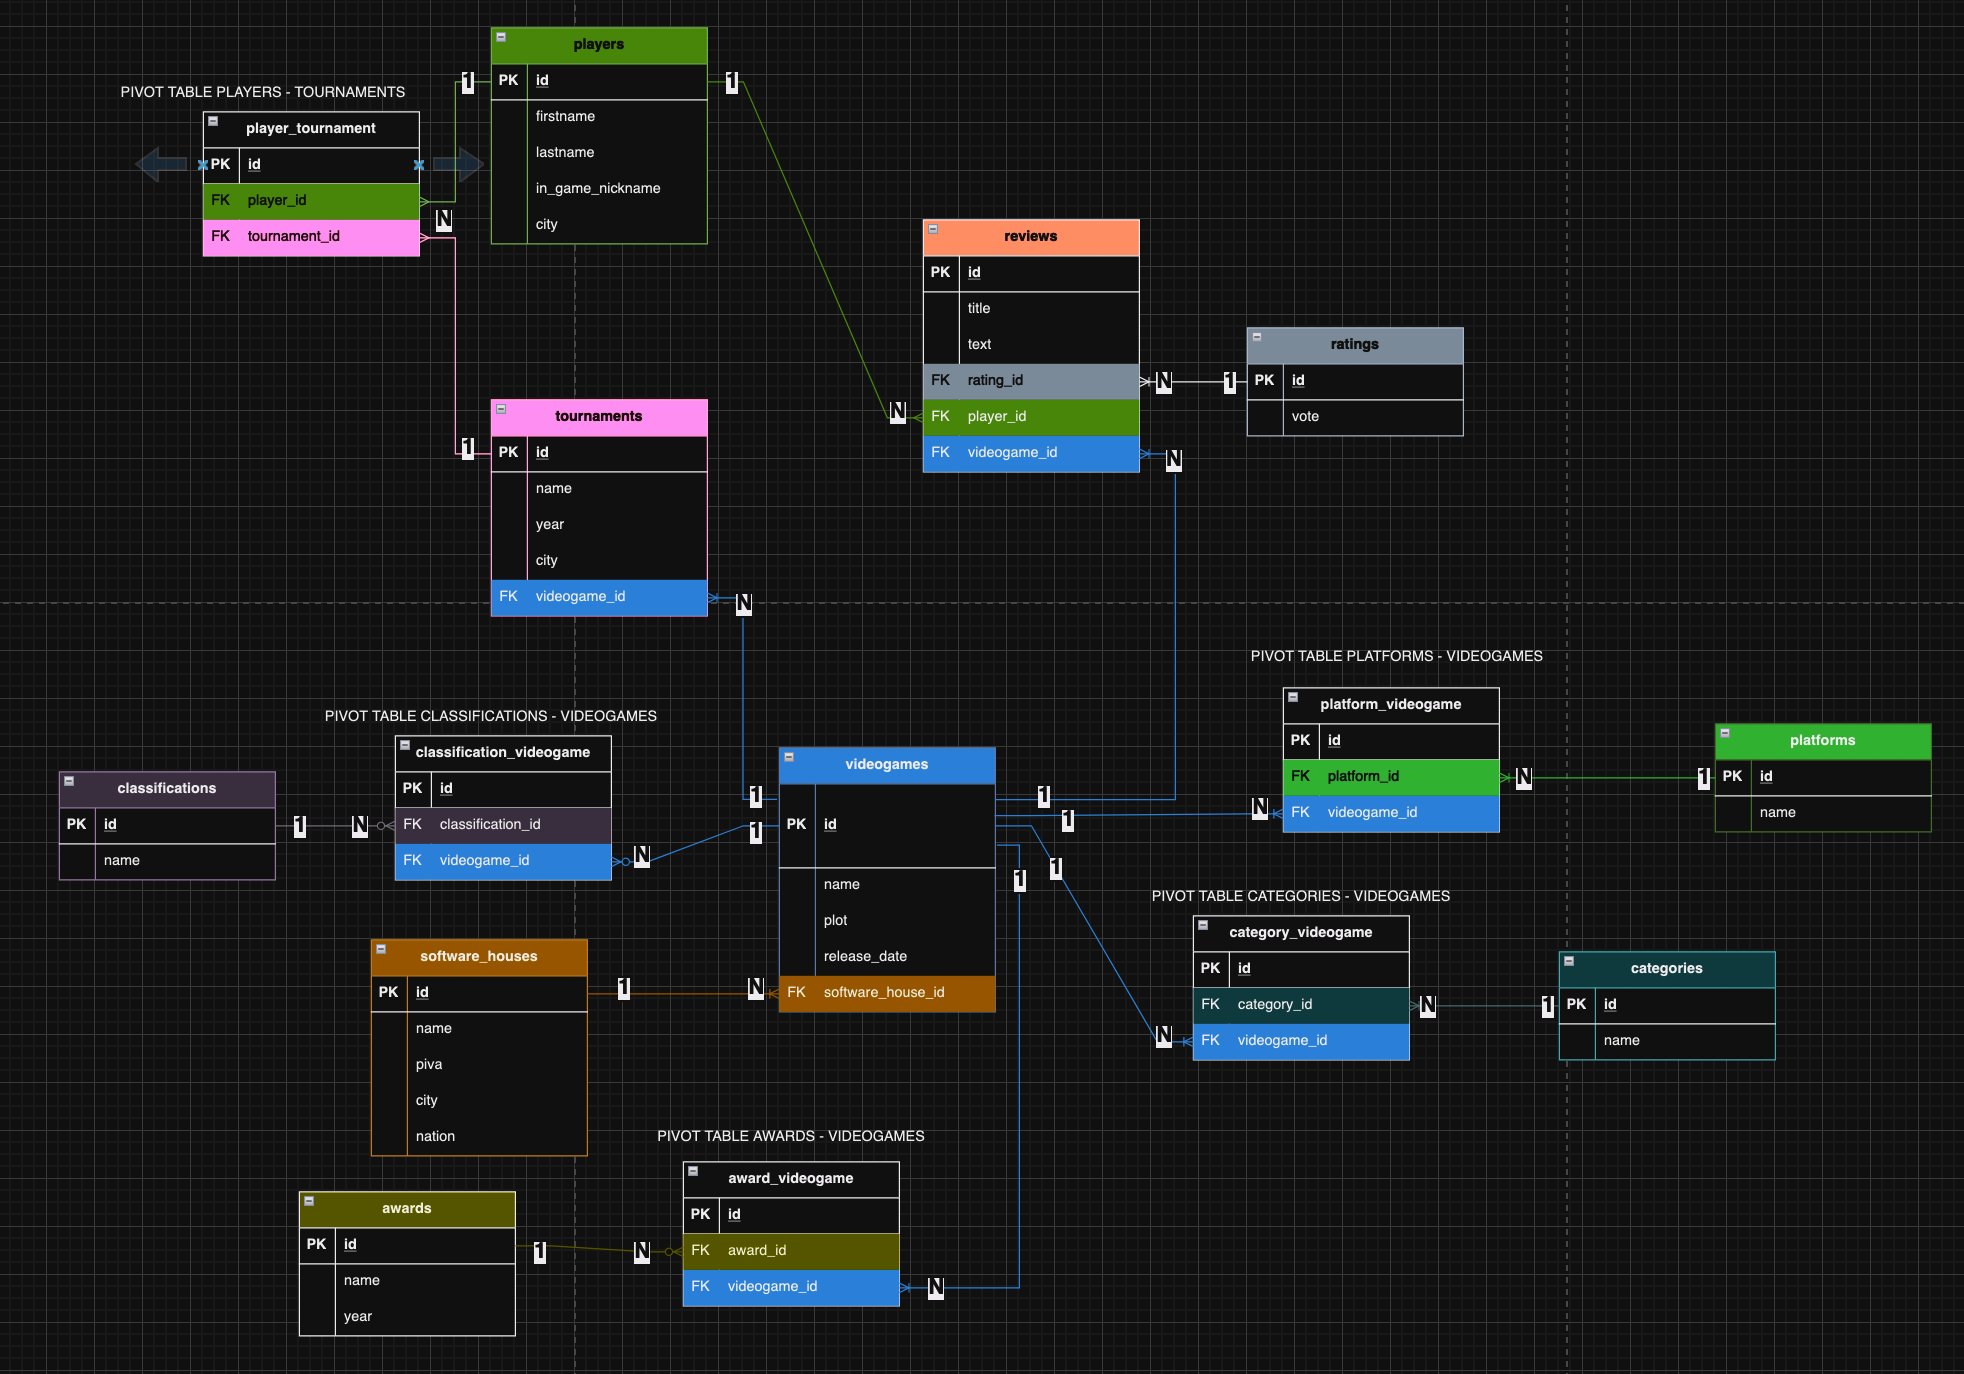 players
PK id
firstname
lastname
in_game_nickname
city
1
1
PIVOT TABLE PLAYERS - TOURNAMENTS
player_tournament
PK id
FK player_id
FK tournament_id
N
reviews
PK id
title
text
FK rating_id
FK player_id
FK videogame_id
N
N
1
N
ratings
PK id
vote
tournaments
PK id
name
year
city
FK videogame_id
1
N
PIVOT TABLE PLATFORMS - VIDEOGAMES
platform_videogame
PK id
FK platform_id
FK videogame_id
N
N
1
platforms
PK id
name
PIVOT TABLE CLASSIFICATIONS - VIDEOGAMES
classification_videogame
PK id
FK classification_id
FK videogame_id
classifications
PK id
name
1
N
N
videogames
PK id
name
plot
release_date
FK software_house_id
1
1
1
1
1
1
PIVOT TABLE CATEGORIES - VIDEOGAMES
category_videogame
PK id
FK category_id
FK videogame_id
N
N
1
categories
PK id
name
software_houses
PK id
name
piva
city
nation
1
N
PIVOT TABLE AWARDS - VIDEOGAMES
award_videogame
PK id
FK award_id
FK videogame_id
N
awards
PK id
name
year
1
N